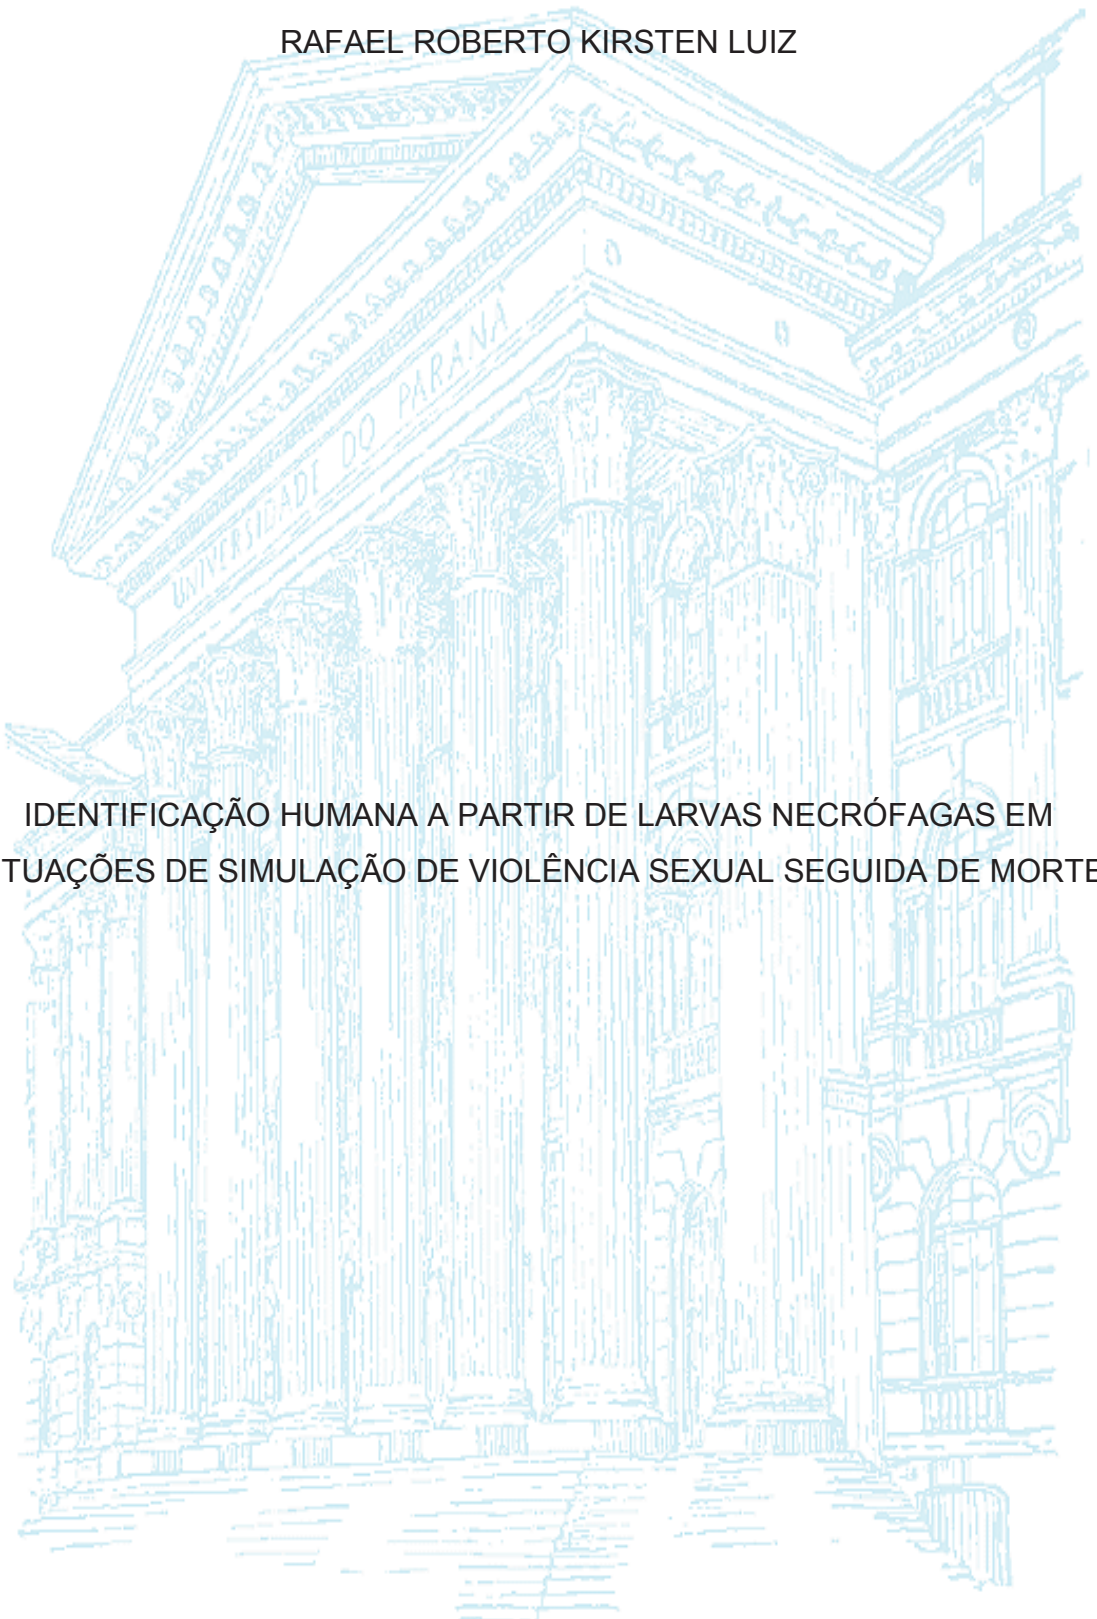 RAFAEL ROBERTO KIRSTEN LUIZ
UNIVERSIDADE DO PARANÁ
IDENTIFICAÇÃO HUMANA A PARTIR DE LARVAS NECRÓFAGAS EM
TUAÇÕES DE SIMULAÇÃO DE VIOLÊNCIA SEXUAL SEGUIDA DE MORTE